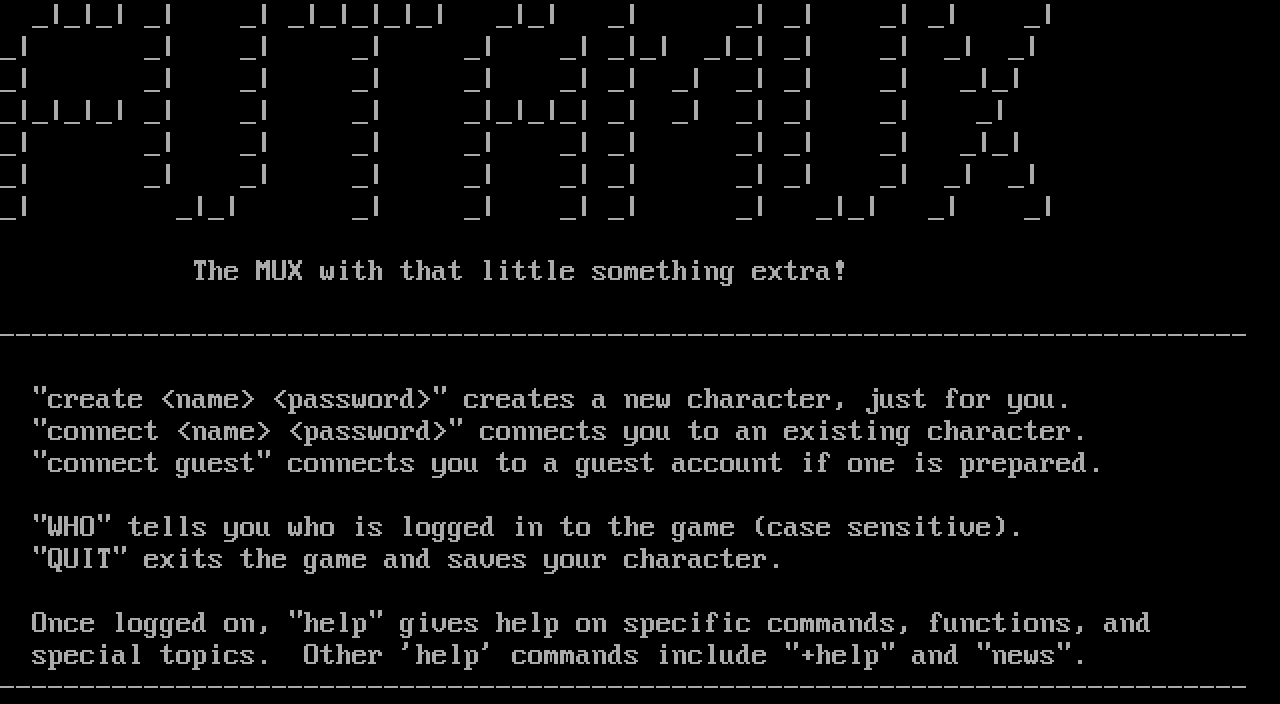 FUTAMUX
The MUX with that little something extra!
"create <name> <password>" creates a new character, just for you.
"connect <name> <password>" connects you to an existing character.
"connect guest" connects you to a guest account if one is prepared.
"WHO" tells you who is logged in to the game (case sensitive).
"QUIT" exits the game and saves your character.
Once logged on, "help" gives help on specific commands, functions, and
special topics.  Other 'help' commands include "+help" and "news".